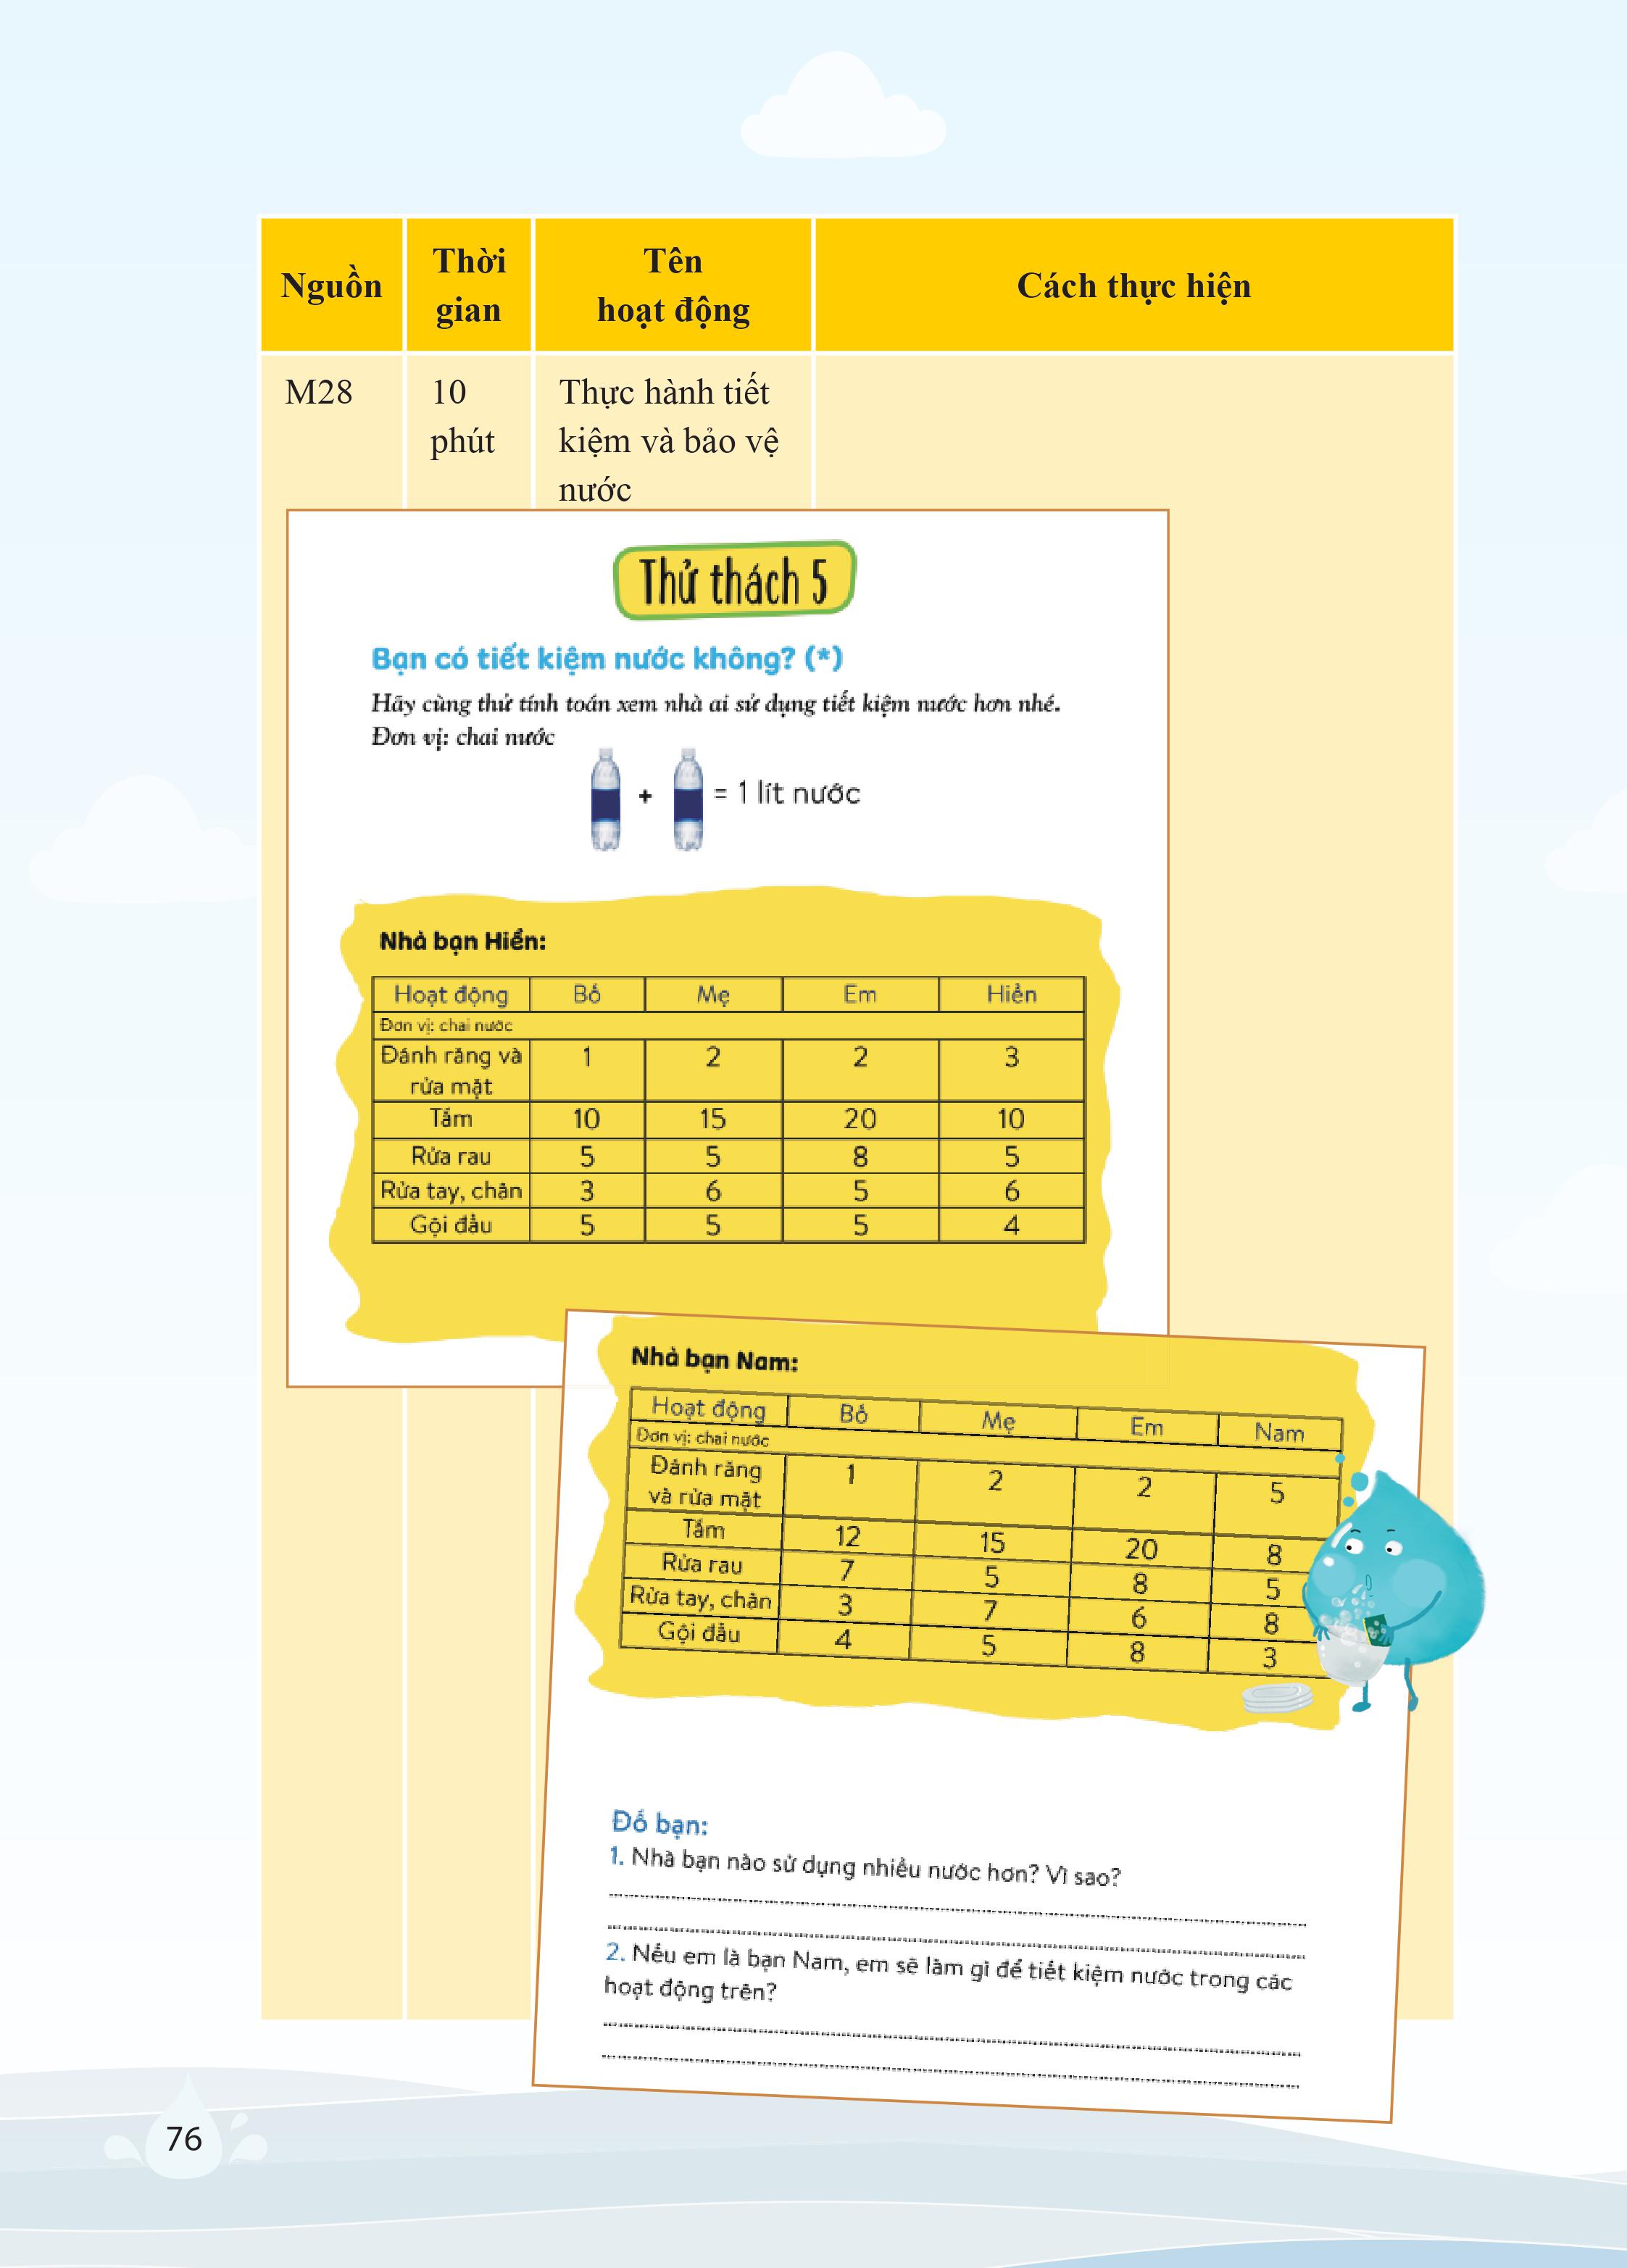 Nguồn
Thời
gian
Tên
hoạt động
Cách thực hiện
M28
10
phút
Thực hành tiết
kiệm và bảo vệ
nước
Thử thách 5
Bạn có tiết kiệm nước không? (*)
Hãy cùng thử tính toán xem nhà ai sử dụng tiết kiệm nước hơn nhé.
Đơn vị: chai nước
+ = 1 lít nước
Nhà bạn Hiền:
Hoạt động Bố Mẹ Em Hiền
Đơn vị: chai nước
Đánh răng và 1 2 2 3
rửa mặt
Tắm 10 15 20 10
Rửa rau 5 5 8 5
Rửa tay, chân 3 6 5 6
Gội đầu 5 5 5 4
Nhà bạn Nam:
Hoạt động Bố Mẹ Em Nam
Đơn vị: chai nước
Đánh răng 1 2 2 5
và rửa mặt
Tắm 12 15 20 8
Rửa rau 7 5 8 5
Rửa tay, chân 3 7 6 8
Gội đầu 4 5 8 3
Đố bạn:
1. Nhà bạn nào sử dụng nhiều nước hơn? Vì sao?
2. Nếu em là bạn Nam, em sẽ làm gì để tiết kiệm nước trong các
hoạt động trên?
76